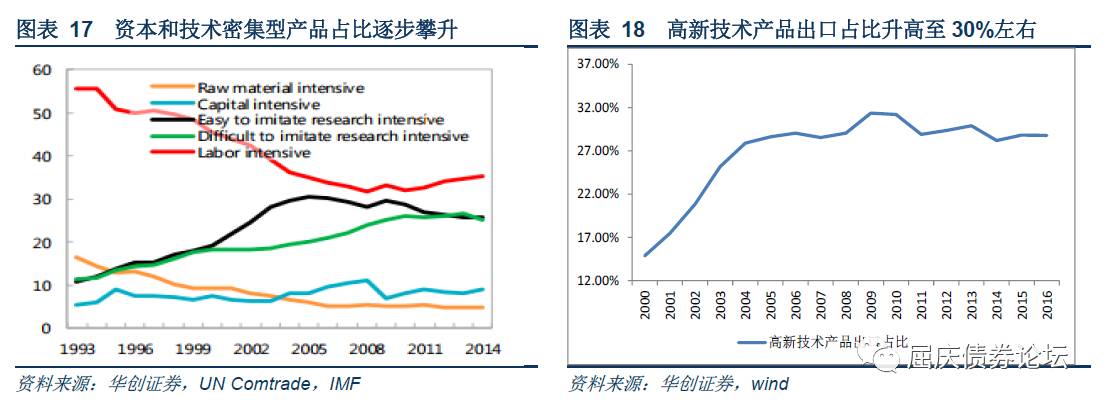 图表 17 资本和技术密集型产品占比逐步攀升
60
50
40
30
20
10
0
Raw material intensive
Capital intensive
Easy to imitate research intensive
Difficult to imitate research intensive
Labor intensive
1993 1996 1999 2002 2005 2008 2011 2014
资料来源：华创证券，UN Comtrade，IMF
图表 18 高新技术产品出口占比升高至 30%左右
37.00%
32.00%
27.00%
22.00%
17.00%
12.00%
2000 2001 2002 2003 2004 2005 2006 2007 2008 2009 2010 2011 2012 2013 2014 2015 2016
高新技术产品出口占比
屈庆债券论坛
资料来源：华创证券，wind